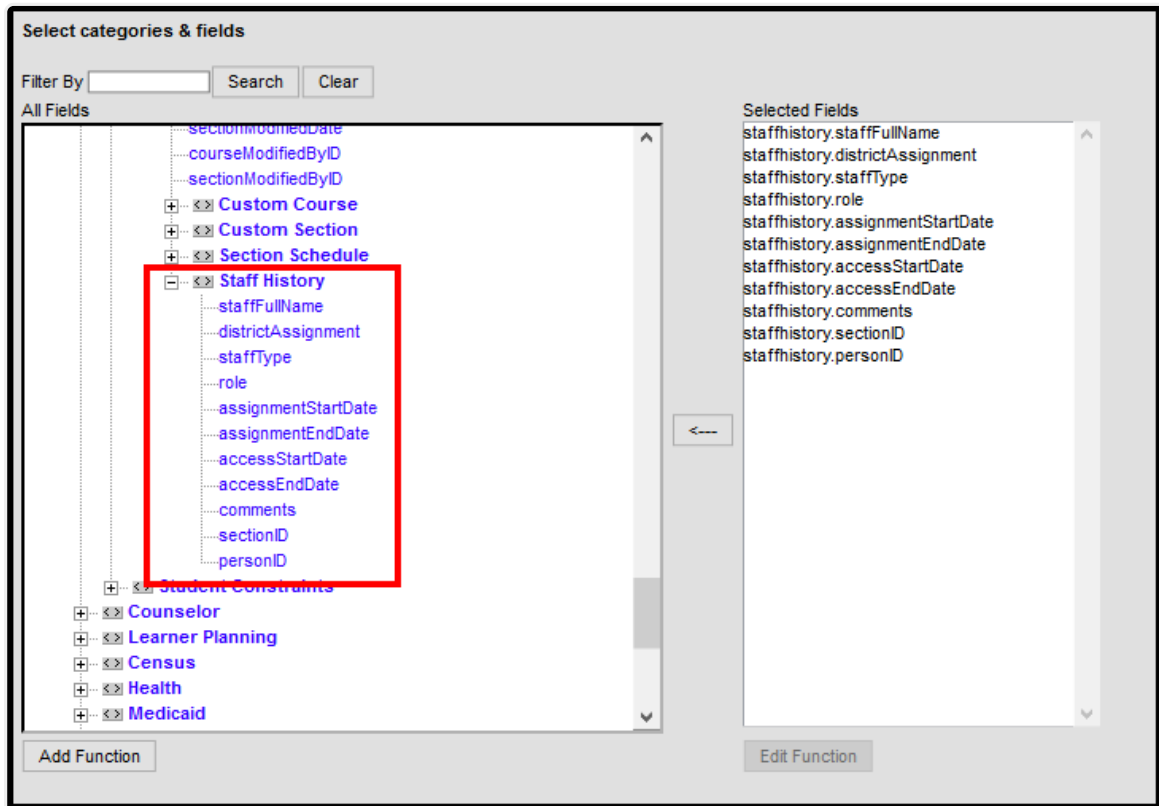 Select categories & fields
Filter By
Search
Clear
All Fields
sectionModifiedDate
courseModifiedByID
sectionModifiedByID
Custom Course
Custom Section
Section Schedule
Staff History
staffFullName
districtAssignment
staffType
role
assignmentStartDate
assignmentEndDate
accessStartDate
accessEndDate
comments
sectionID
personID
Student Constraints
Counselor
Learner Planning
Census
Health
Medicaid
Add Function
<---
Selected Fields
staffhistory.staffFullName
staffhistory.districtAssignment
staffhistory.staffType
staffhistory.role
staffhistory.assignmentStartDate
staffhistory.assignmentEndDate
staffhistory.accessStartDate
staffhistory.accessEndDate
staffhistory.comments
staffhistory.sectionID
staffhistory.personID
Edit Function